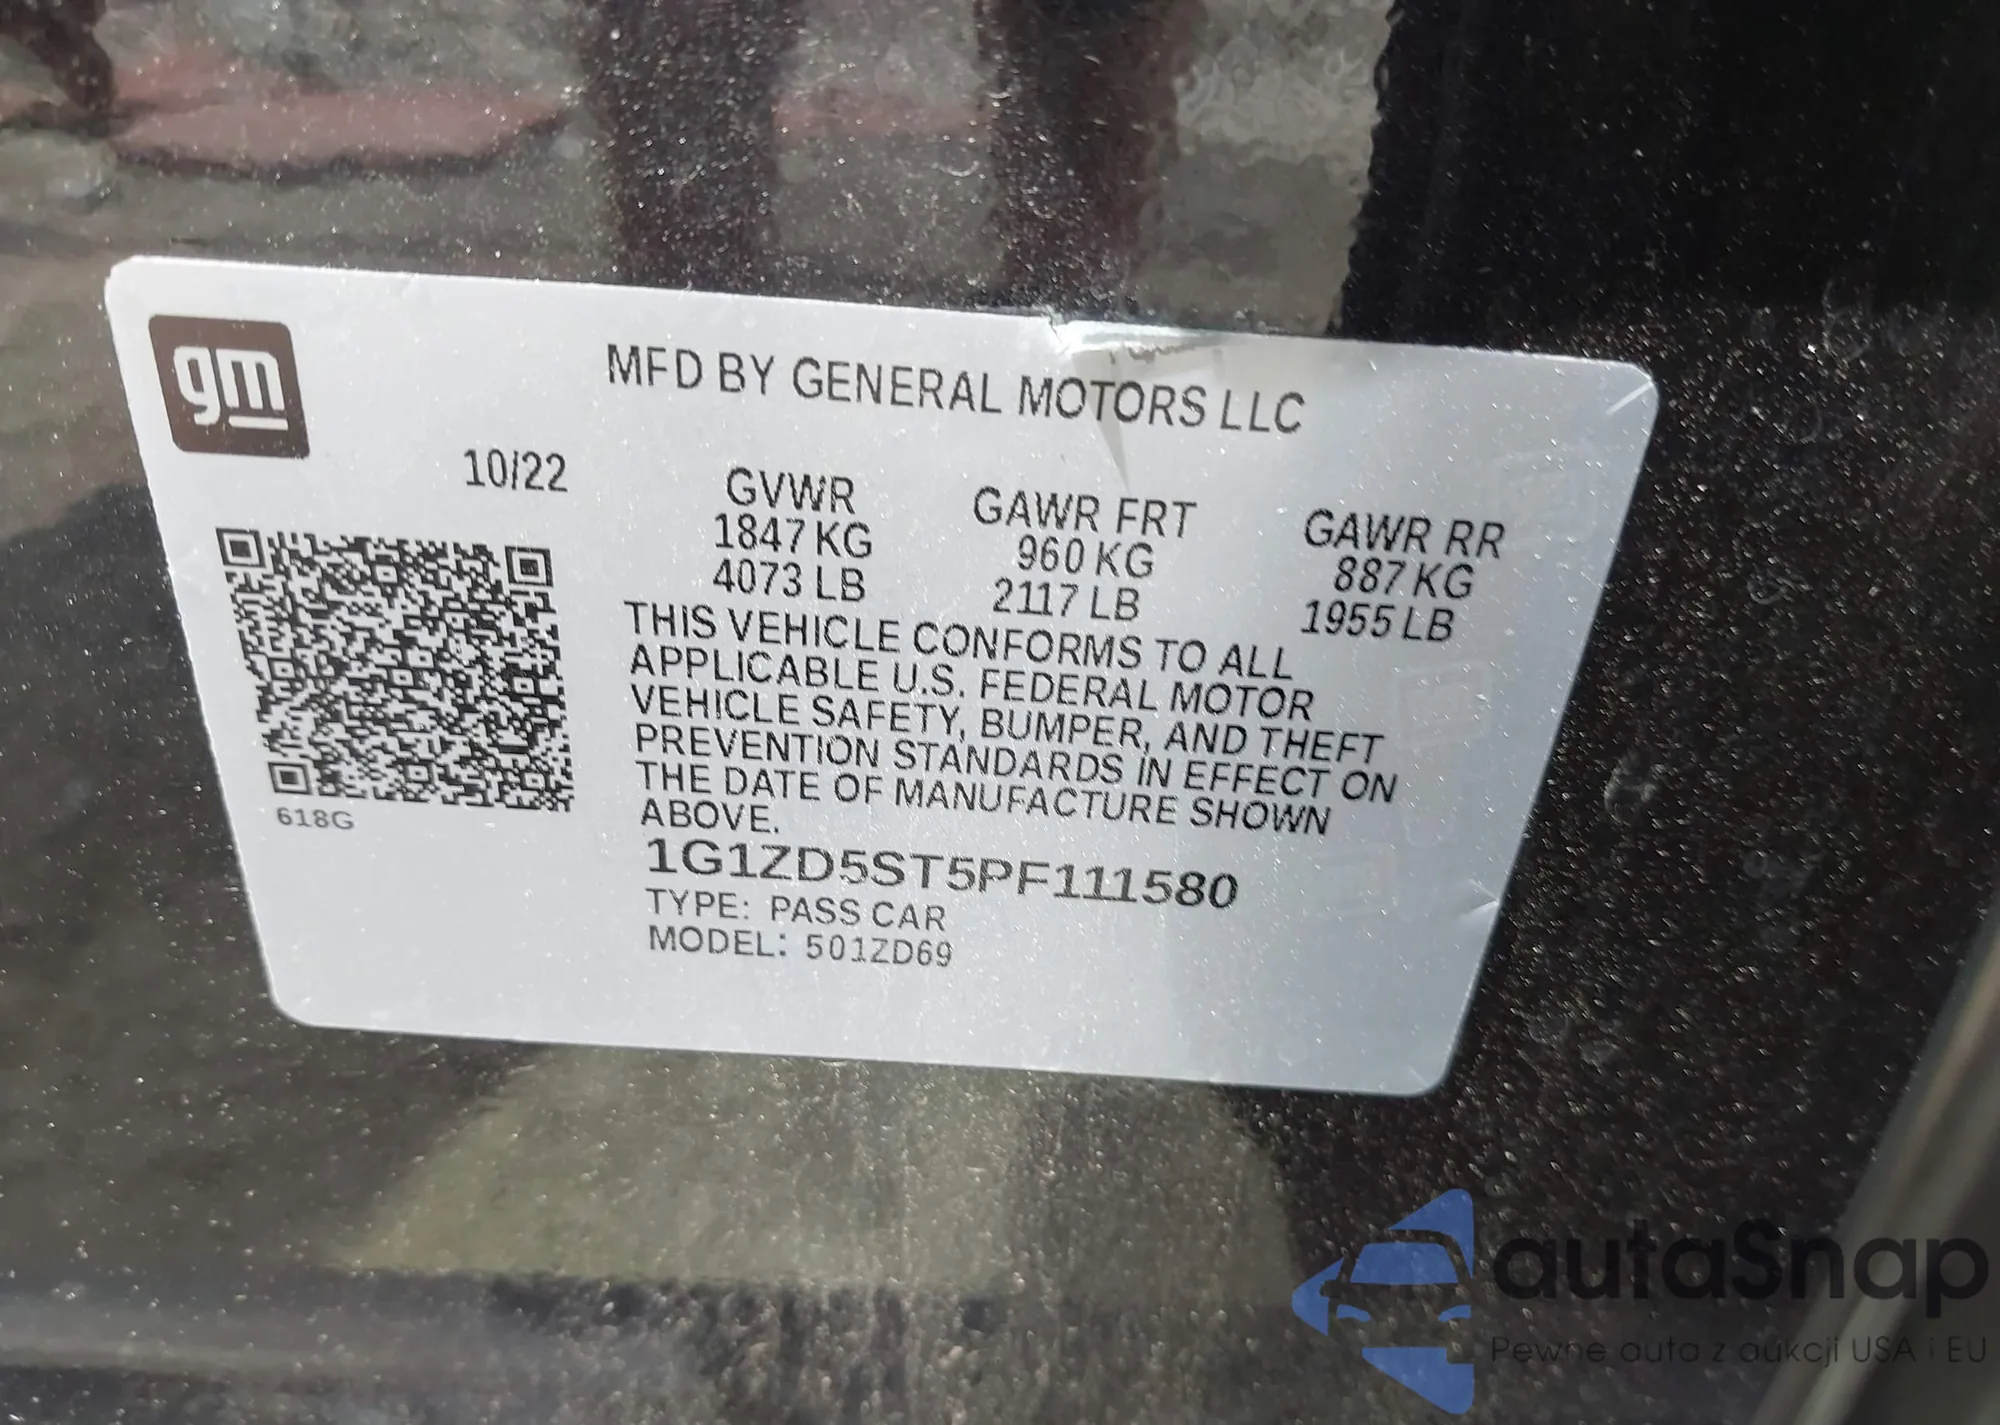 gm
MFD BY GENERAL MOTORS LLC
10/22
GVWR GAWR FRT GAWR RR
1847 KG 960 KG 887 KG
4073 LB 2117 LB 1955 LB
THIS VEHICLE CONFORMS TO ALL
APPLICABLE U.S. FEDERAL MOTOR
VEHICLE SAFETY, BUMPER, AND THEFT
PREVENTION STANDARDS IN EFFECT ON
THE DATE OF MANUFACTURE SHOWN
ABOVE.
618G
1G1ZD5ST5PF111580
TYPE: PASS CAR
MODEL: 501ZD69
autaSnap
Pewne auta z aukcji USA i EU